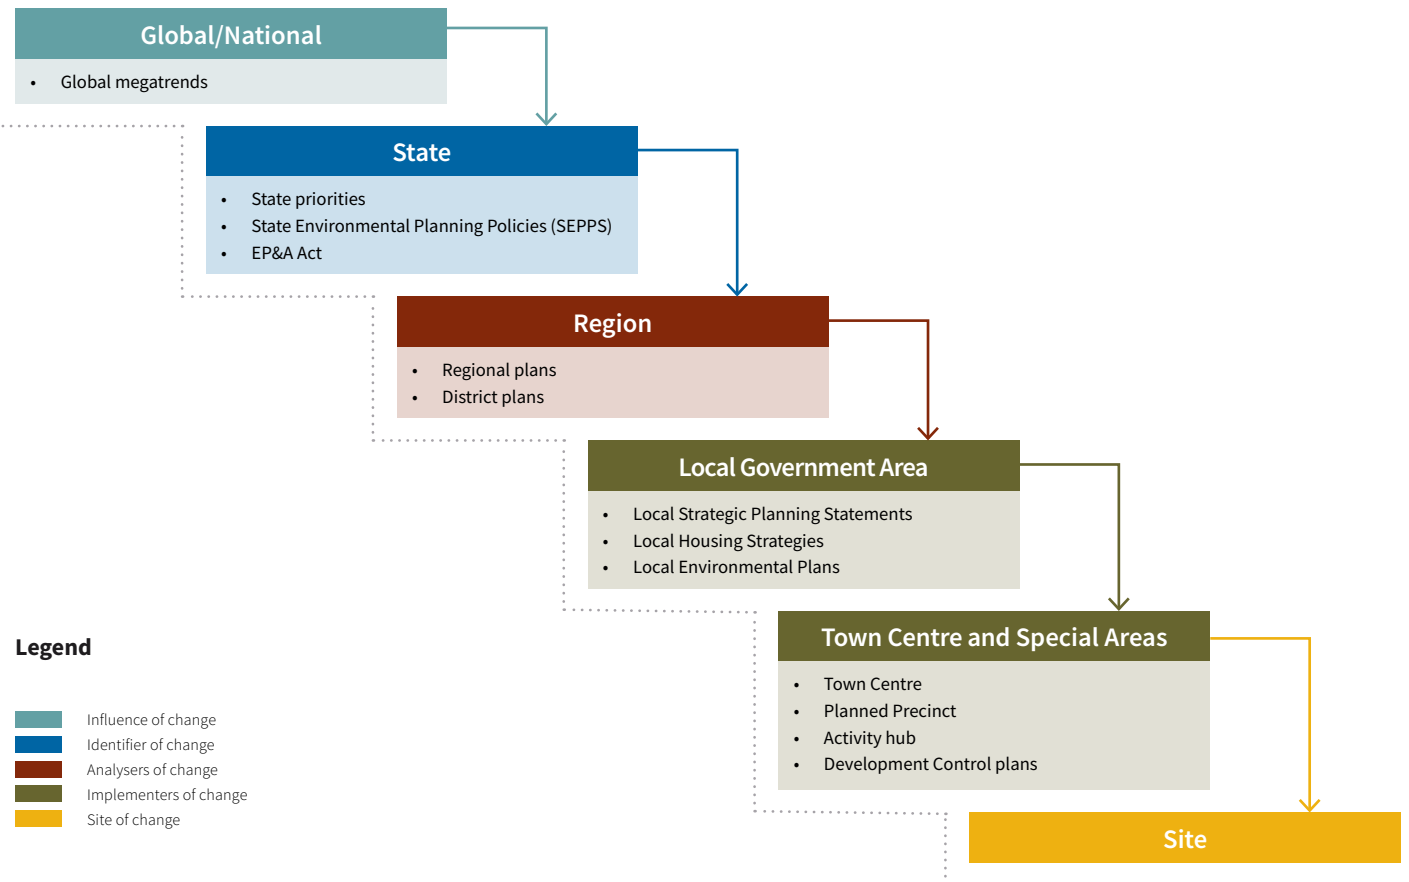 Global/National
• Global megatrends
State
• State priorities
• State Environmental Planning Policies (SEPPS)
• EP&A Act
Region
• Regional plans
• District plans
Local Government Area
• Local Strategic Planning Statements
• Local Housing Strategies
• Local Environmental Plans
Town Centre and Special Areas
• Town Centre
• Planned Precinct
• Activity hub
• Development Control plans
Site
Legend
Influence of change
Identifier of change
Analysers of change
Implementers of change
Site of change